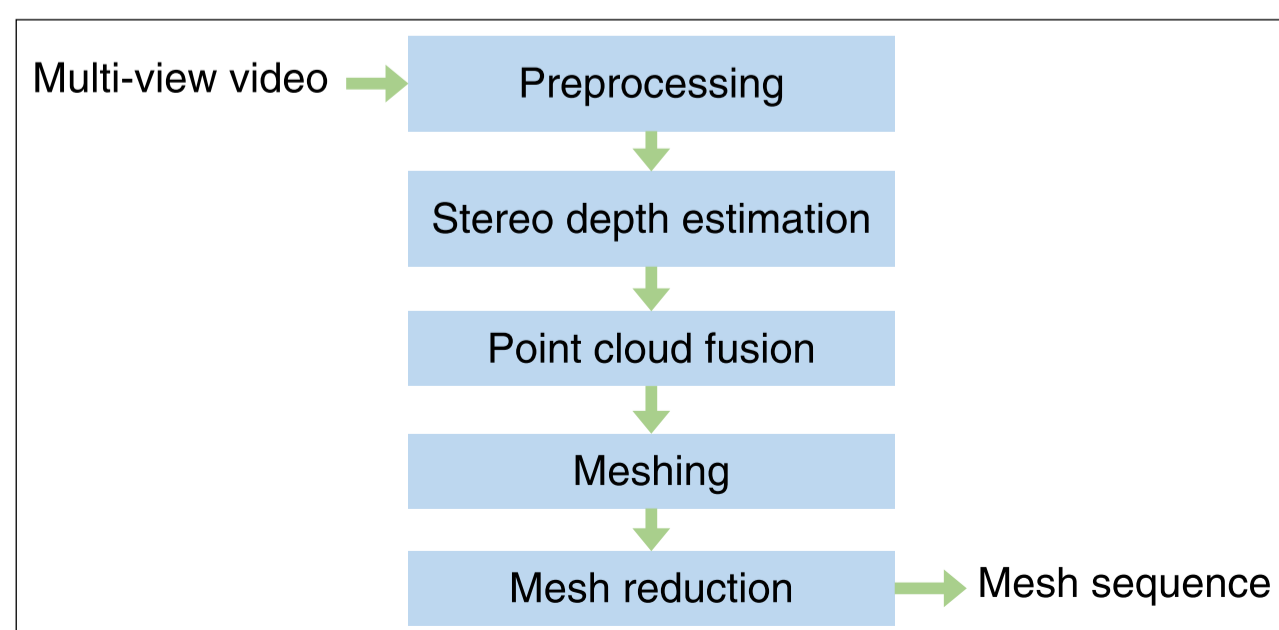 Multi-view video
Preprocessing
Stereo depth estimation
Point cloud fusion
Meshing
Mesh reduction
Mesh sequence